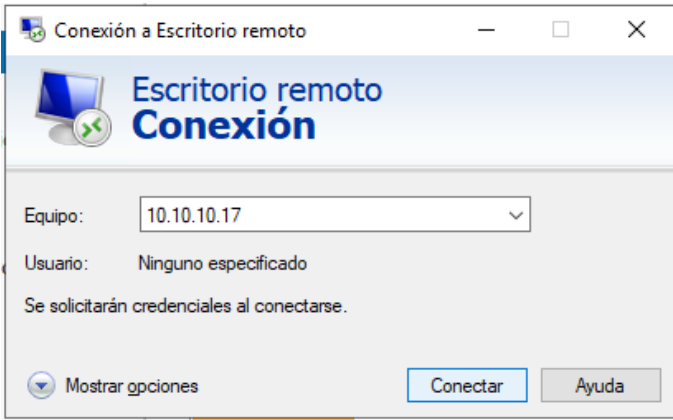 Conexión a Escritorio remoto
Escritorio remoto
Conexión
Equipo: 10.10.10.17
Usuario: Ninguno especificado
Se solicitarán credenciales al conectarse.
Mostrar opciones Conectar Ayuda